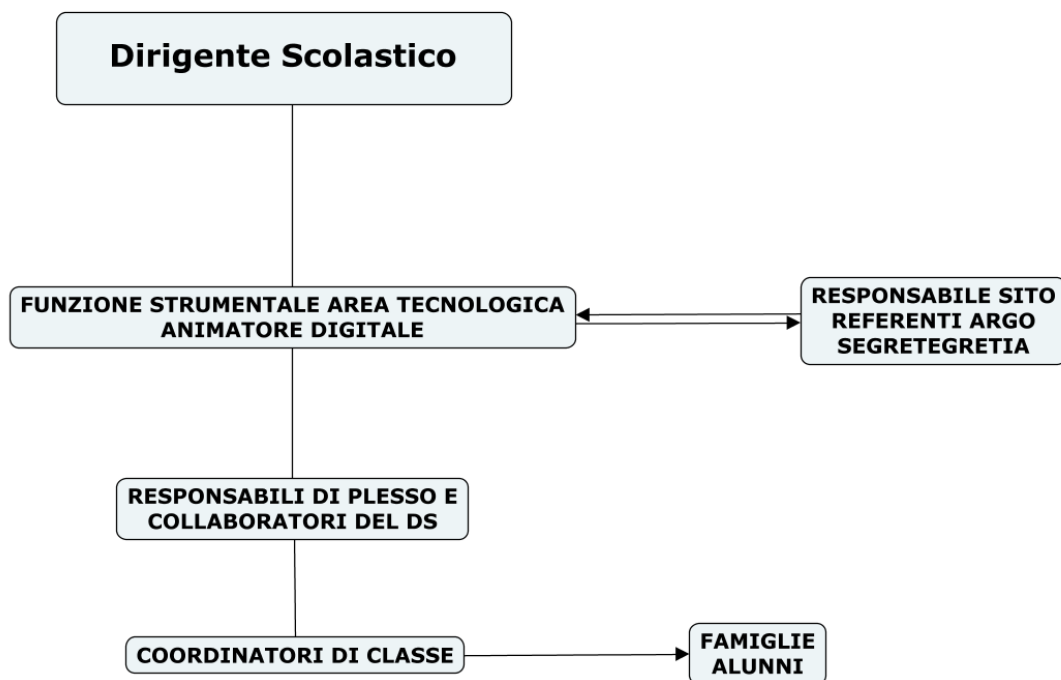 Dirigente Scolastico
FUNZIONE STRUMENTALE AREA TECNOLOGICA
ANIMATORE DIGITALE
RESPONSABILE SITO
REFERENTI ARGO
SEGRETEGRETIA
RESPONSABILI DI PLESSO E
COLLABORATORI DEL DS
COORDINATORI DI CLASSE
FAMIGLIE
ALUNNI